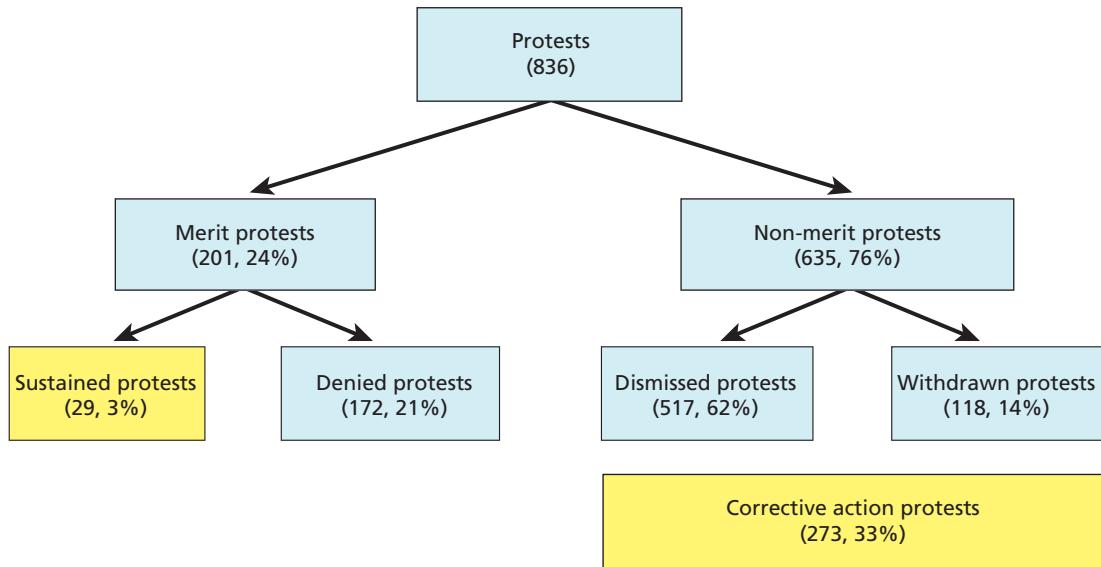 Protests
(836)
Merit protests
(201, 24%)
Non-merit protests
(635, 76%)
Sustained protests
(29, 3%)
Denied protests
(172, 21%)
Dismissed protests
(517, 62%)
Withdrawn protests
(118, 14%)
Corrective action protests
(273, 33%)